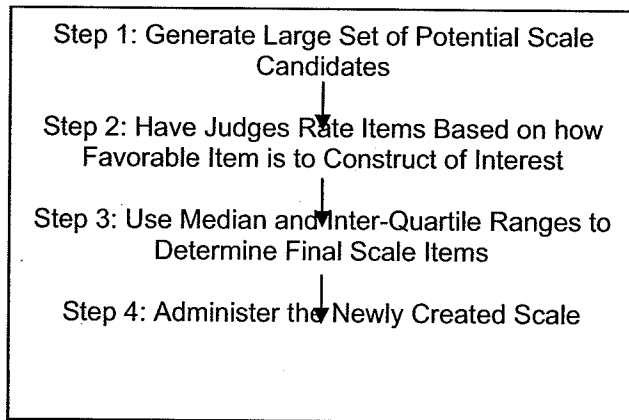 Step 1: Generate Large Set of Potential Scale
Candidates
Step 2: Have Judges Rate Items Based on how
Favorable Item is to Construct of Interest
Step 3: Use Median and Inter-Quartile Ranges to
Determine Final Scale Items
Step 4: Administer the Newly Created Scale